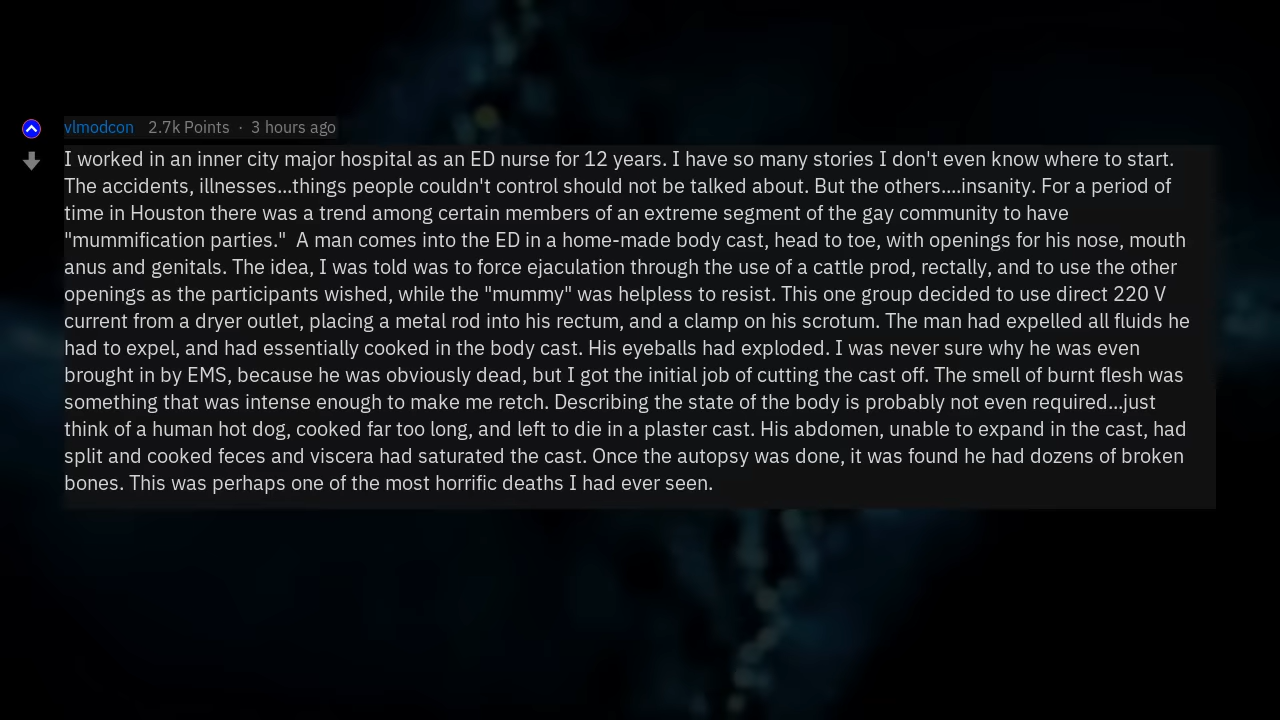 vlmodcon 2.7k Points · 3 hours ago
I worked in an inner city major hospital as an ED nurse for 12 years. I have so many stories I don't even know where to start.
The accidents, illnesses...things people couldn't control should not be talked about. But the others....insanity. For a period of
time in Houston there was a trend among certain members of an extreme segment of the gay community to have
"mummification parties."  A man comes into the ED in a home-made body cast, head to toe, with openings for his nose, mouth
anus and genitals. The idea, I was told was to force ejaculation through the use of a cattle prod, rectally, and to use the other
openings as the participants wished, while the "mummy" was helpless to resist. This one group decided to use direct 220 V
current from a dryer outlet, placing a metal rod into his rectum, and a clamp on his scrotum. The man had expelled all fluids he
had to expel, and had essentially cooked in the body cast. His eyeballs had exploded. I was never sure why he was even
brought in by EMS, because he was obviously dead, but I got the initial job of cutting the cast off. The smell of burnt flesh was
something that was intense enough to make me retch. Describing the state of the body is probably not even required...just
think of a human hot dog, cooked far too long, and left to die in a plaster cast. His abdomen, unable to expand in the cast, had
split and cooked feces and viscera had saturated the cast. Once the autopsy was done, it was found he had dozens of broken
bones. This was perhaps one of the most horrific deaths I had ever seen.